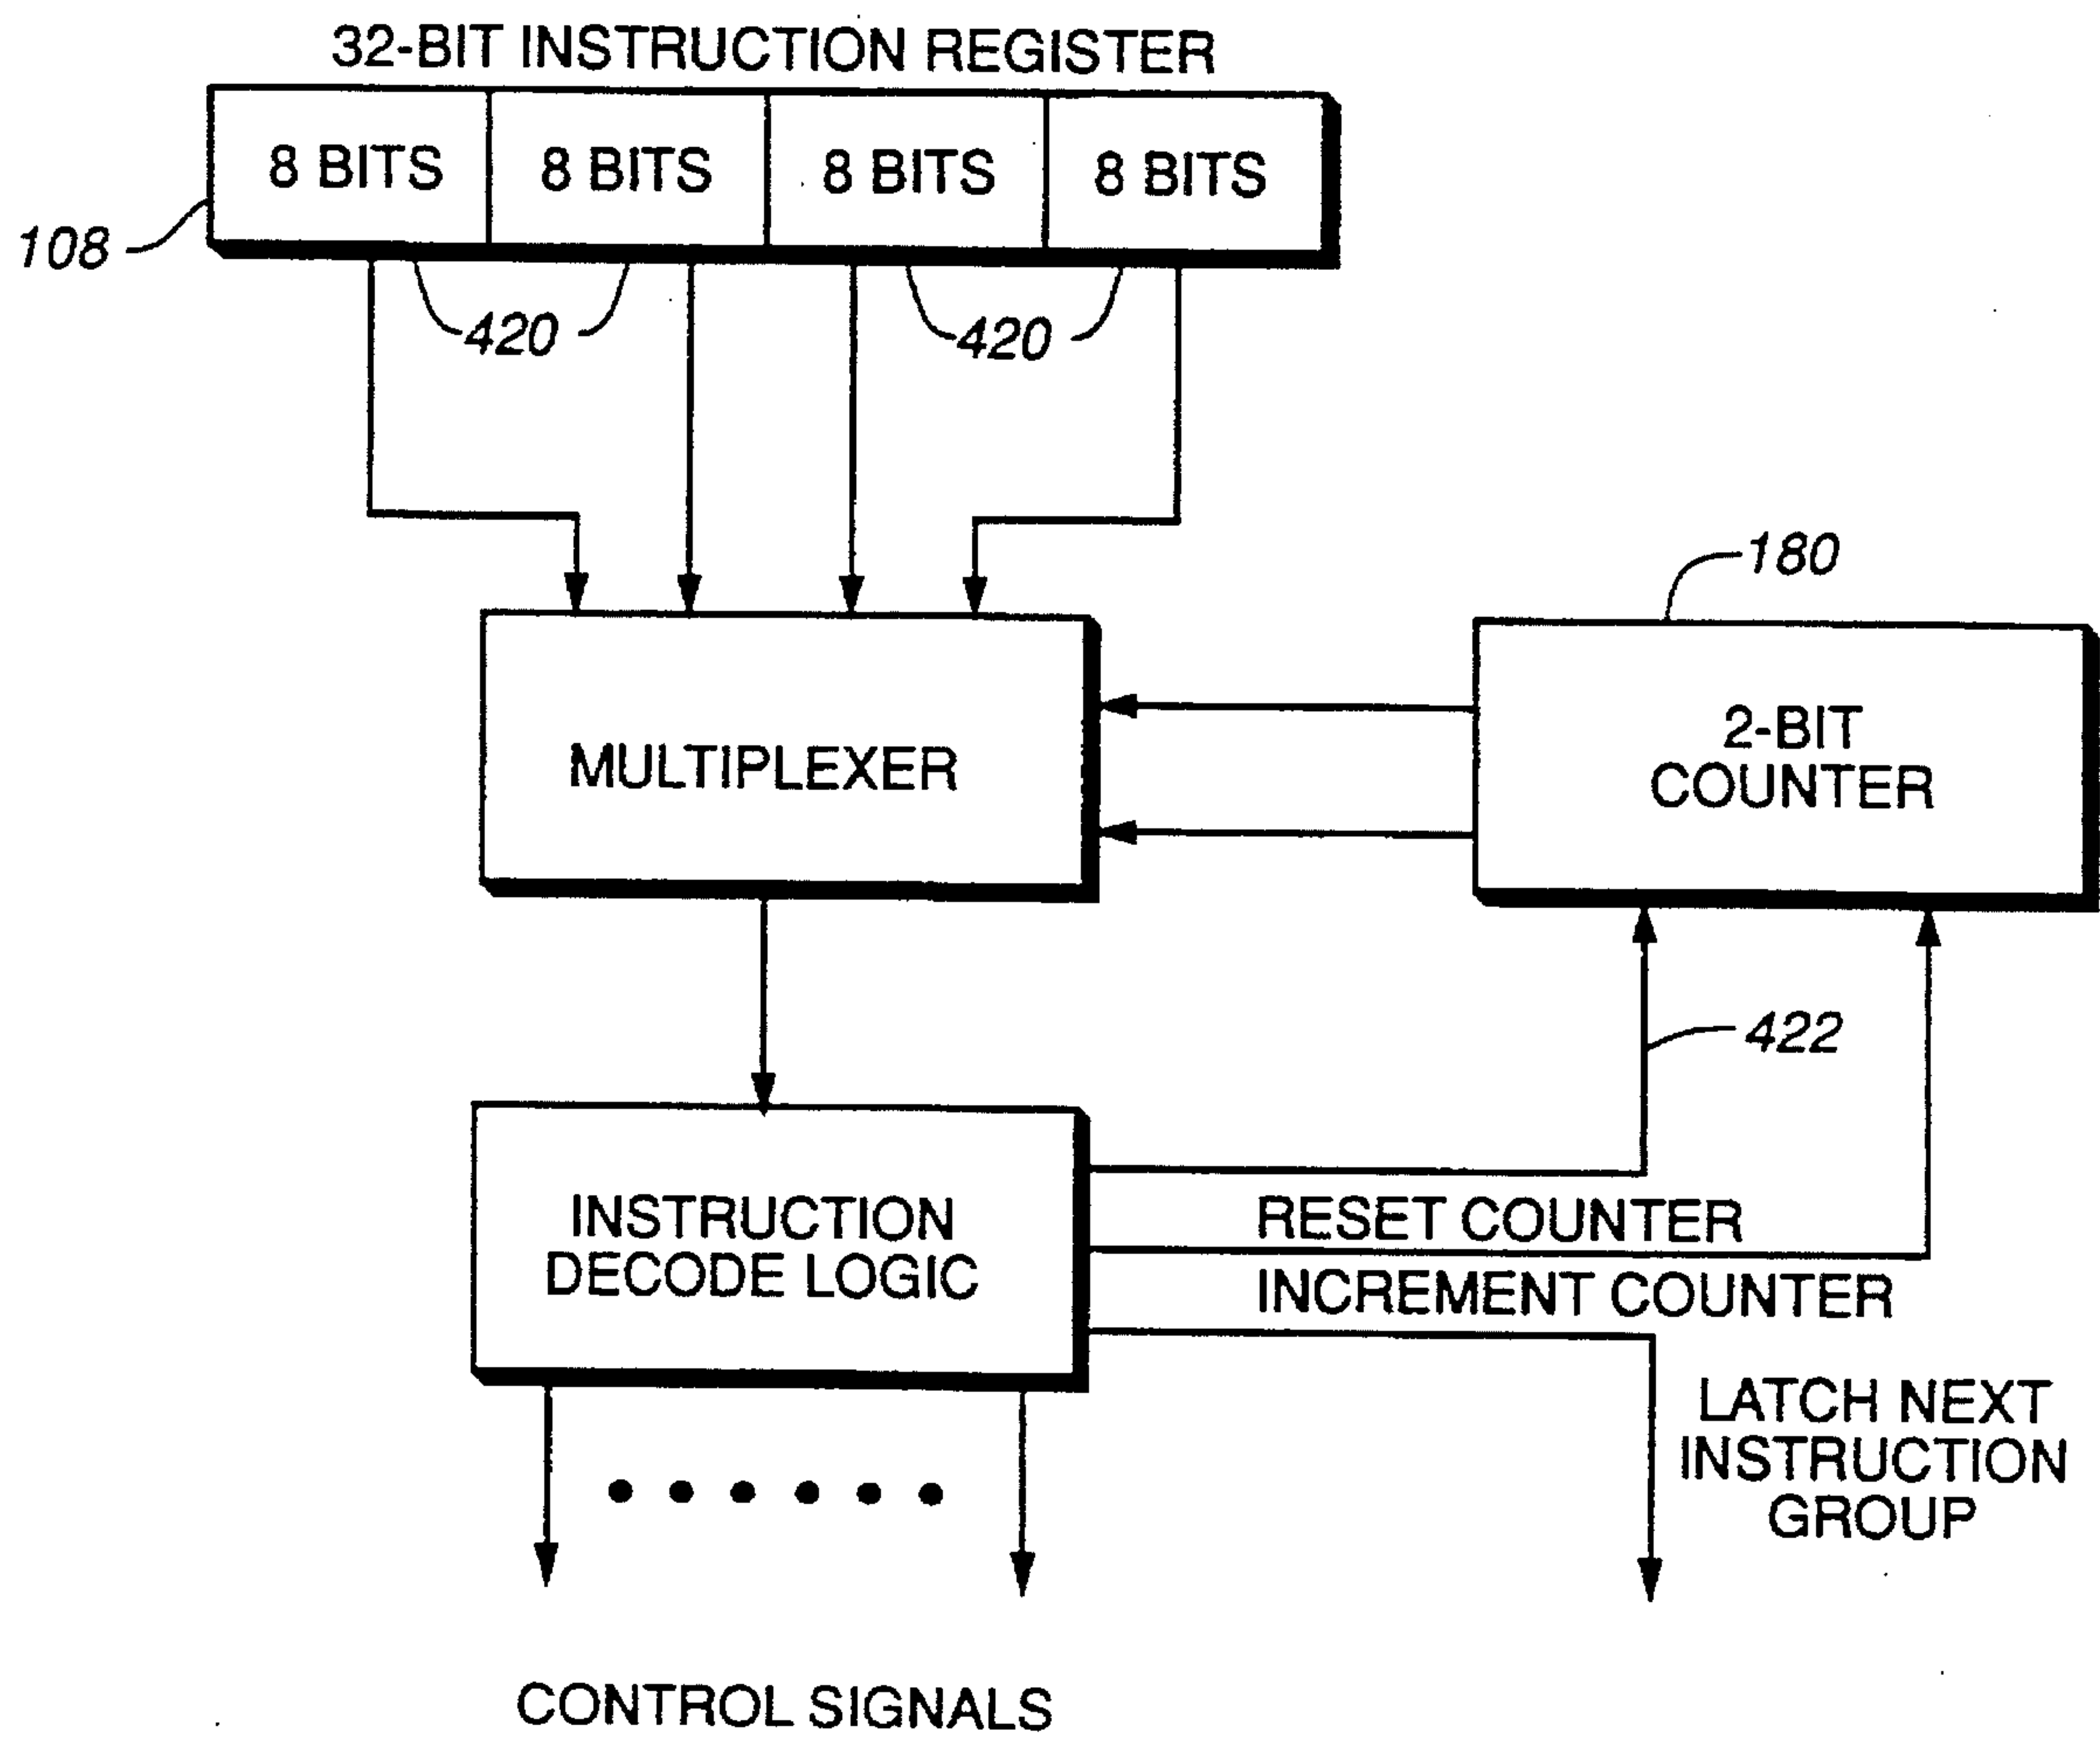 32-BIT INSTRUCTION REGISTER
8 BITS
8 BITS
8 BITS
8 BITS
108
420
420
180
2-BIT
COUNTER
MULTIPLEXER
422
INSTRUCTION
DECODE LOGIC
RESET COUNTER
INCREMENT COUNTER
LATCH NEXT
INSTRUCTION
GROUP
CONTROL SIGNALS